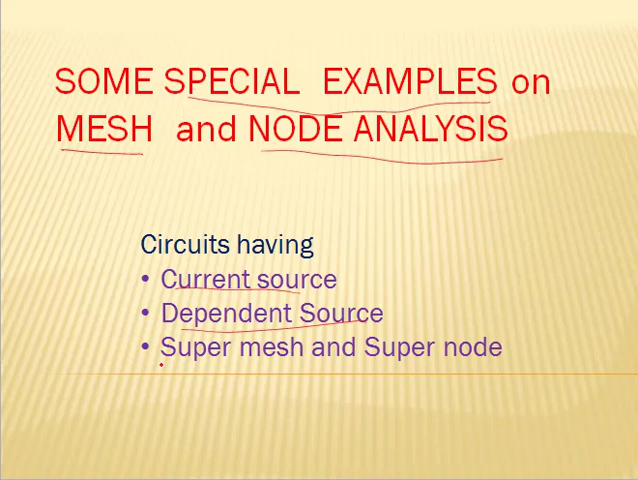 SOME SPECIAL EXAMPLES on
MESH and NODE ANALYSIS
Circuits having
• Current source
• Dependent Source
• Super mesh and Super node